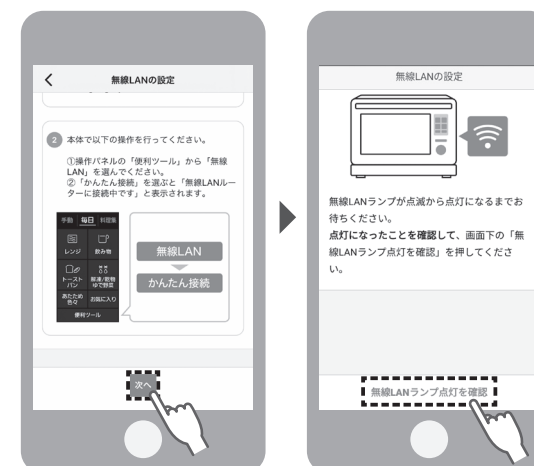 無線LANの設定
2 本体で以下の操作を行ってください。
①操作パネルの「便利ツール」から「無線
LAN」を選んでください。
②「かんたん接続」を選ぶと「無線LANルー
ターに接続中です」と表示されます。
手動 毎日 料理集
レンジ 飲み物
トースト
パン
解凍/乾物
ゆで野菜
あたため
色々
お気に入り
便利ツール
無線LAN
かんたん接続
次へ
無線LANの設定
無線LANランプが点滅から点灯になるまでお
待ちください。
点灯になったことを確認して、画面下の「無
線LANランプ点灯を確認」を押してくださ
い。
無線LANランプ点灯を確認